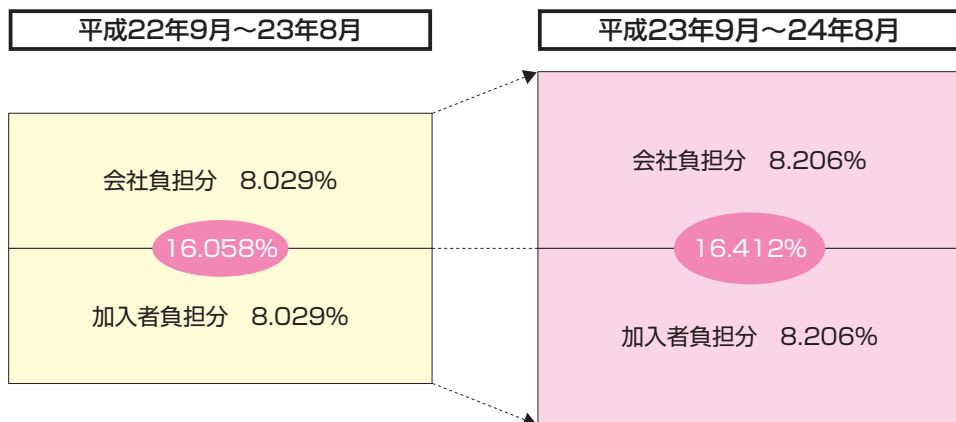 平成22年9月～23年8月
会社負担分　8.029%
16.058%
加入者負担分　8.029%
平成23年9月～24年8月
会社負担分　8.206%
16.412%
加入者負担分　8.206%